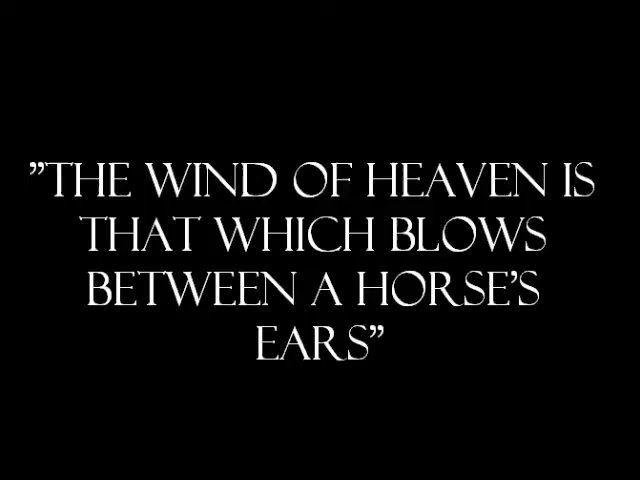 ”THE WIND OF HEAVEN IS
THAT WHICH BLOWS
BETWEEN A HORSE’S
EARS”